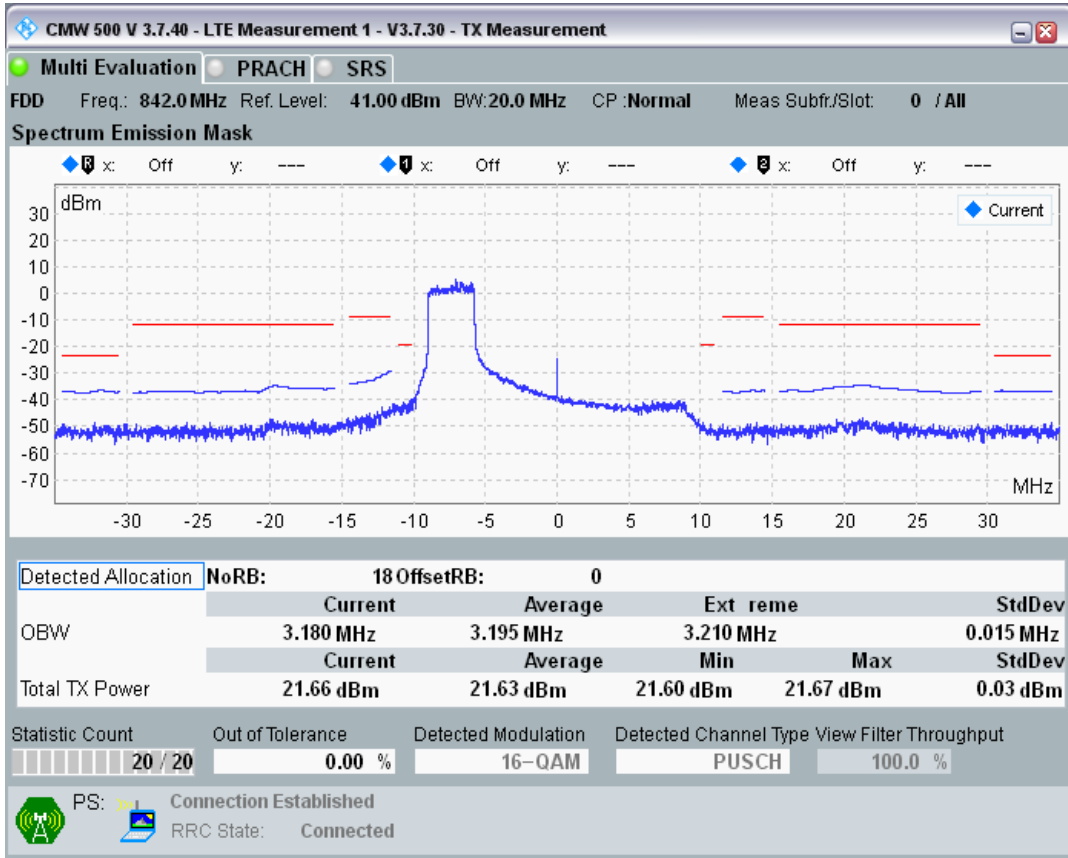 CMW 500 V 3.7.40 - LTE Measurement 1 - V3.7.30 - TX Measurement
Multi Evaluation PRACH SRS
FDD Freq.: 842.0 MHz Ref. Level: 41.00 dBm BW:20.0 MHz CP :Normal Meas Subfr./Slot: 0 / All
Spectrum Emission Mask
R x: Off y: --- 1 x: Off y: --- 2 x: Off y: ---
dBm
Current
30
20
10
0
-10
-20
-30
-40
-50
-60
-70
MHz
-30 -25 -20 -15 -10 -5 0 5 10 15 20 25 30
Detected Allocation NoRB: 18 OffsetRB: 0
Current Average Ext reme StdDev
OBW 3.180 MHz 3.195 MHz 3.210 MHz 0.015 MHz
Current Average Min Max StdDev
Total TX Power 21.66 dBm 21.63 dBm 21.60 dBm 21.67 dBm 0.03 dBm
Statistic Count Out of Tolerance Detected Modulation Detected Channel Type View Filter Throughput
20 / 20 0.00 % 16-QAM PUSCH 100.0 %
PS: Connection Established
RRC State: Connected